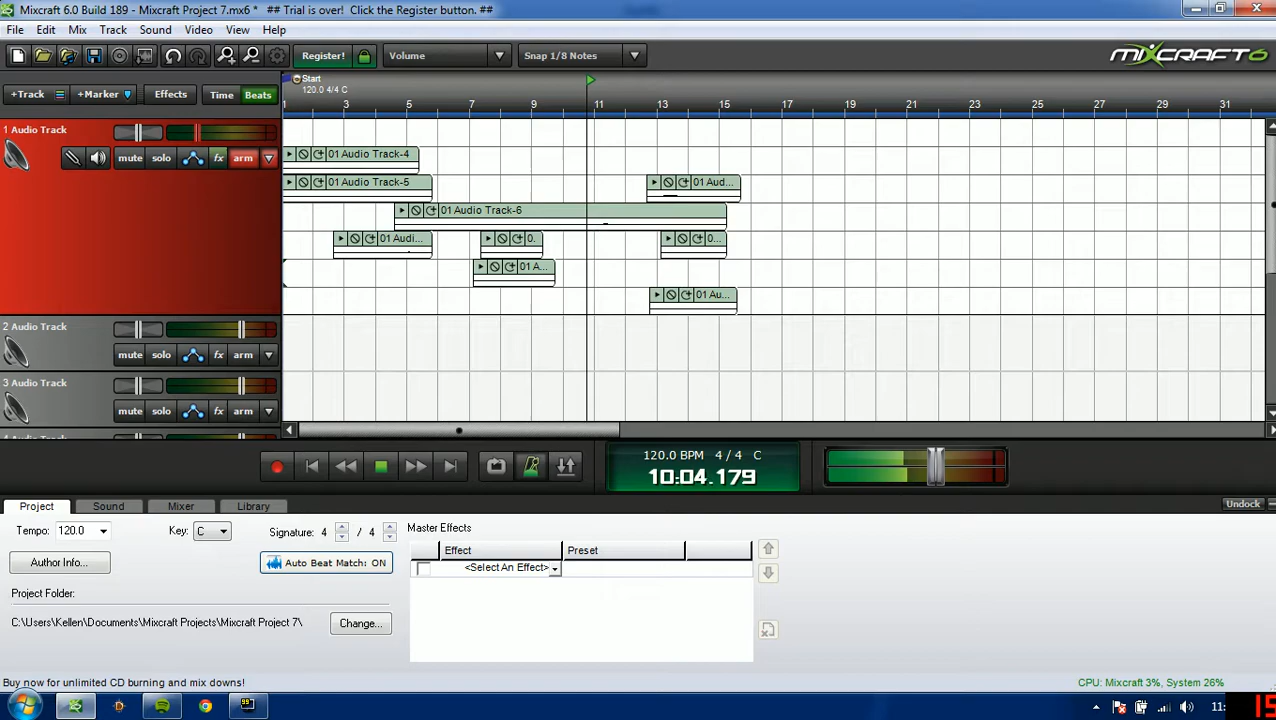 Mixcraft 6.0 Build 189 - Mixcraft Project 7.mx6 * ## Trial is over! Click the Register button. ##
File Edit Mix Track Sound Video View Help
Register! Volume Snap 1/8 Notes MIXCRAFT 6
Start
120.0 4/4 C
+Track +Marker Effects Time Beats
1 3 5 7 9 11 13 15 17 19 21 23 25 27 29 31
1 Audio Track
mute solo fx arm
01 Audio Track-4
01 Audio Track-5 01 Aud...
01 Audio Track-6
01 Audi... 0. 0...
01 A...
01 Au...
2 Audio Track
mute solo fx arm
3 Audio Track
mute solo fx arm
120.0 BPM 4 / 4 C
10:04.179
Project Sound Mixer Library Undock
Tempo: 120.0 Key: C Signature: 4 / 4 Master Effects
Effect Preset
Author Info... Auto Beat Match: ON <Select An Effect>
Project Folder:
C:\Users\Kellen\Documents\Mixcraft Projects\Mixcraft Project 7\ Change...
Buy now for unlimited CD burning and mix downs! CPU: Mixcraft 3%, System 26%
99 11: 15